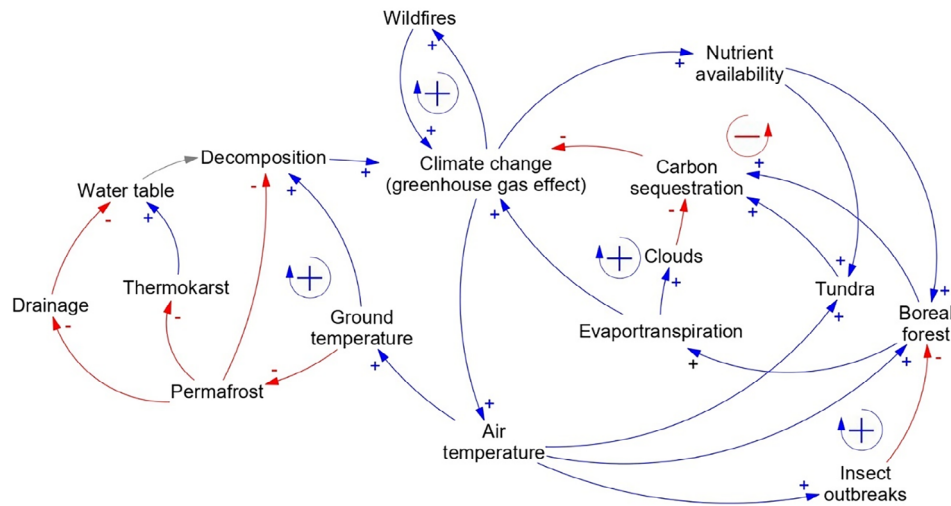 Wildfires
Nutrient
availability
Decomposition
Climate change
(greenhouse gas effect)
Carbon
sequestration
Water table
Clouds
Thermokarst
Tundra
Drainage
Ground
temperature
Evaportranspiration
Boreal
forest
Permafrost
Air
temperature
Insect
outbreaks